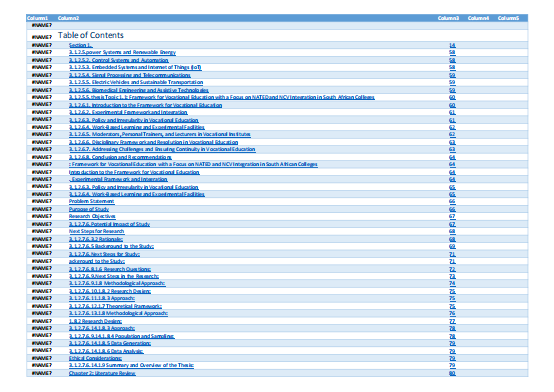 Column1 Column2 Column3 Column4 Column5
#NAME?
#NAME? Table of Contents
#NAME? Section 1. 14
#NAME? 3.1.2.5.power Systems and Renewable Energy 58
#NAME? 3.1.2.5.2. Control Systems and Automation 58
#NAME? 3.1.2.5.3. Embedded Systems and Internet of Things (IoT) 58
#NAME? 3.1.2.5.4. Signal Processing and Telecommunications 59
#NAME? 3.1.2.5.5. Electric Vehicles and Sustainable Transportation 59
#NAME? 3.1.2.5.6. Biomedical Engineering and Assistive Technologies 59
#NAME? 3.1.2.5.5.thesis Topic L.1: Framework for Vocational Education with a Focus on NATED and NCV Integration in South African Colleges 60
#NAME? 3.1.2.6.1. Introduction to the Framework for Vocational Education 60
#NAME? 3.1.2.6.2. Experimental Framework and Integration 61
#NAME? 3.1.2.6.3. Policy and Irregularity in Vocational Education 61
#NAME? 3.1.2.6.4. Work-Based Learning and Experimental Facilities 62
#NAME? 3.1.2.6.5. Moderators, Personal Trainers, and Lecturers in Vocational Institutes 62
#NAME? 3.1.2.6.6. Disciplinary Framework and Resolution in Vocational Education 63
#NAME? 3.1.2.6.7. Addressing Challenges and Ensuring Continuity in Vocational Education 63
#NAME? 3.1.2.6.8. Conclusion and Recommendations 64
#NAME? : Framework for Vocational Education with a Focus on NATED and NCV Integration in South African Colleges 64
#NAME? Introduction to the Framework for Vocational Education 64
#NAME? . Experimental Framework and Integration 64
#NAME? 3.1.2.6.3. Policy and Irregularity in Vocational Education 65
#NAME? 3.1.2.6.4. Work-Based Learning and Experimental Facilities 65
#NAME? Problem Statement 66
#NAME? Purpose of Study 66
#NAME? Research Objectives 67
#NAME? 3.1.2.7.6. Potential Impact of Study 67
#NAME? Next Steps for Research 68
#NAME? 3.1.2.7.6.3.2 Rationale: 68
#NAME? 3.1.2.7.6.5 Background to the Study: 69
#NAME? 3.1.2.7.6. Next Steps for Study: 71
#NAME? ackground to the Study: 71
#NAME? 3.1.2.7.6.8.1.6 Research Questions: 72
#NAME? 3.1.2.7.6.9.Next Steps in the Research: 73
#NAME? 3.1.2.7.6.9.1.8 Methodological Approach: 74
#NAME? 3.1.2.7.6.10.1.8.2 Research Design: 75
#NAME? 3.1.2.7.6.11.1.8.3 Approach: 75
#NAME? 3.1.2.7.6.12.1.7 Theoretical Framework: 75
#NAME? 3.1.2.7.6.13.1.8 Methodological Approach: 76
#NAME? 1.8.2 Research Design: 77
#NAME? 3.1.2.7.6.14.1.8.3 Approach: 78
#NAME? 3.1.2.7.6.9.14.1.8.4 Population and Sampling: 78
#NAME? 3.1.2.7.6.14.1.8.5 Data Generation: 79
#NAME? 3.1.2.7.6.14.1.8.6 Data Analysis: 79
#NAME? Ethical Considerations: 79
#NAME? 3.1.2.7.6.14.1.9 Summary and Overview of the Thesis: 79
#NAME? Chapter 2: Literature Review 80